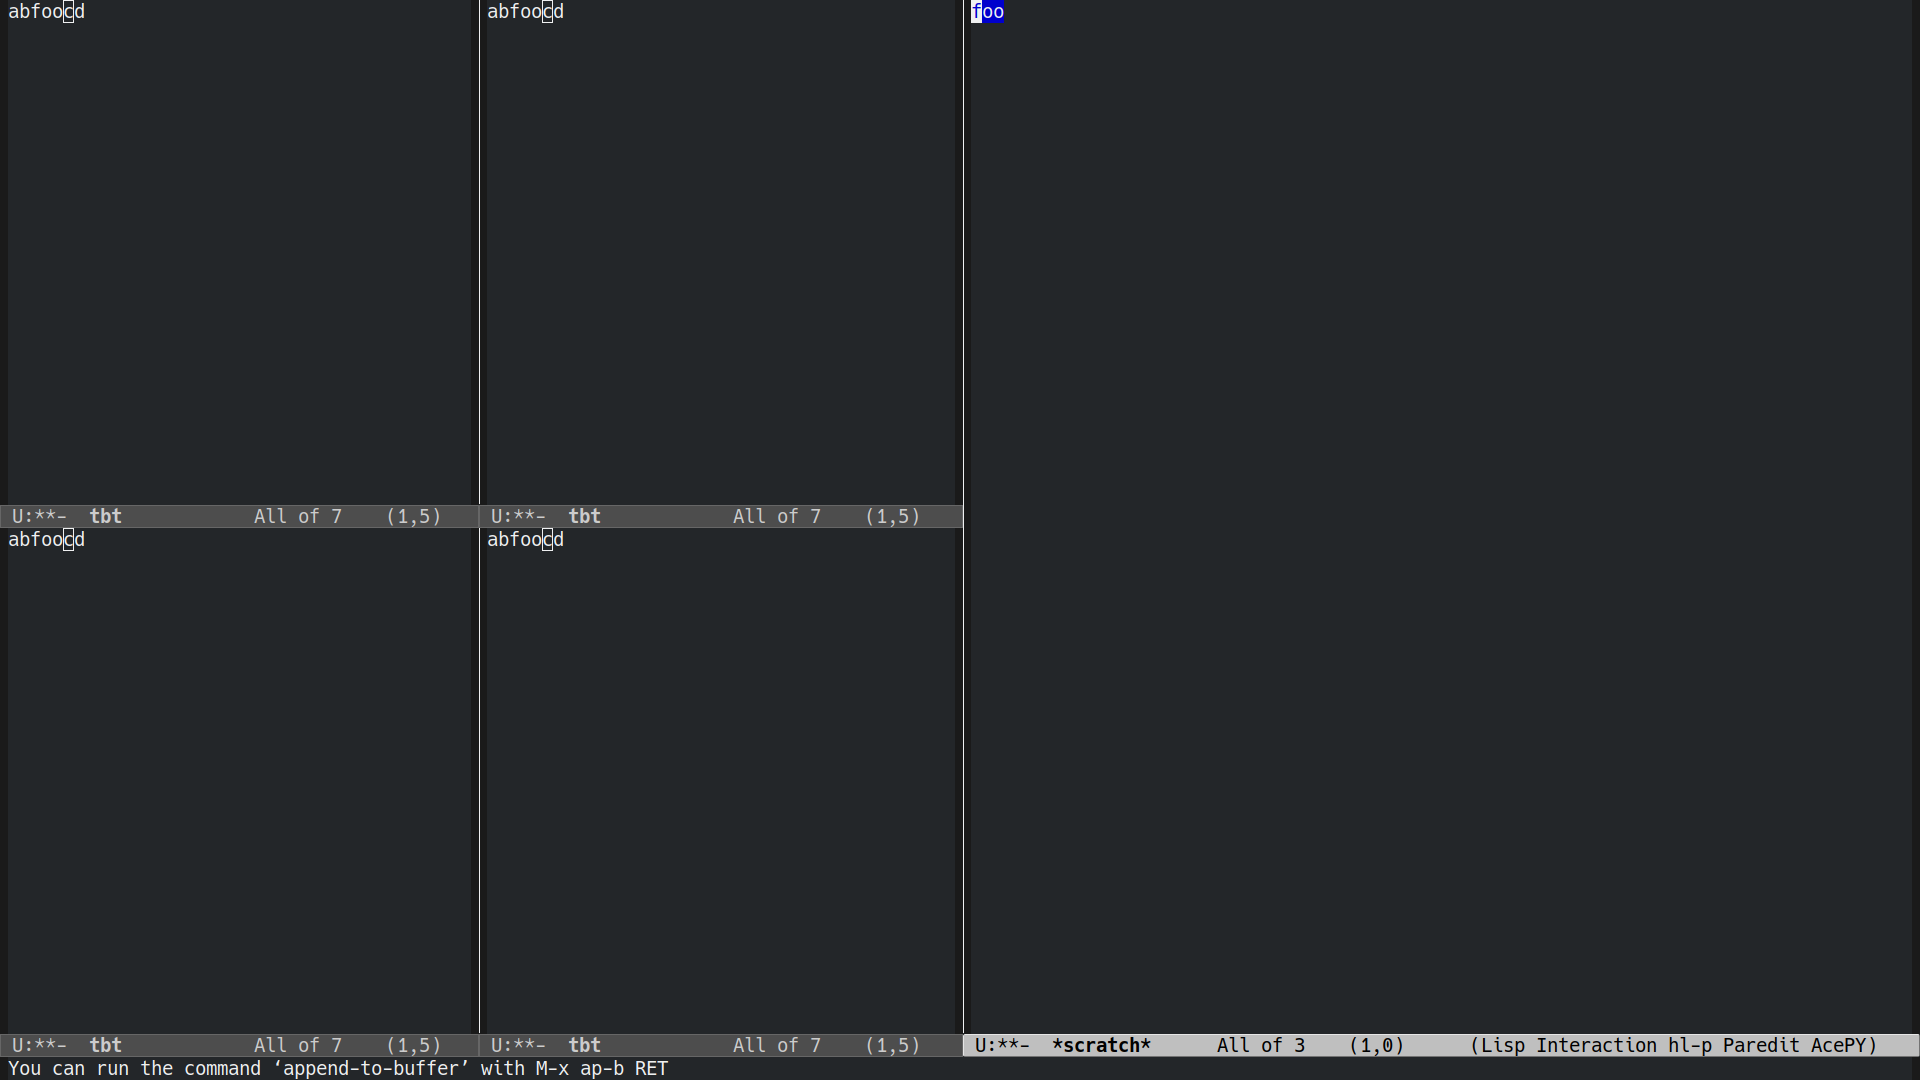 abfoocd
abfoocd
foo
U:**-  tbt            All of 7    (1,5)
U:**-  tbt            All of 7    (1,5)
abfoocd
abfoocd
U:**-  tbt            All of 7    (1,5)
U:**-  tbt            All of 7    (1,5)
U:**-  *scratch*      All of 3    (1,0)      (Lisp Interaction hl-p Paredit AcePY)
You can run the command ‘append-to-buffer’ with M-x ap-b RET